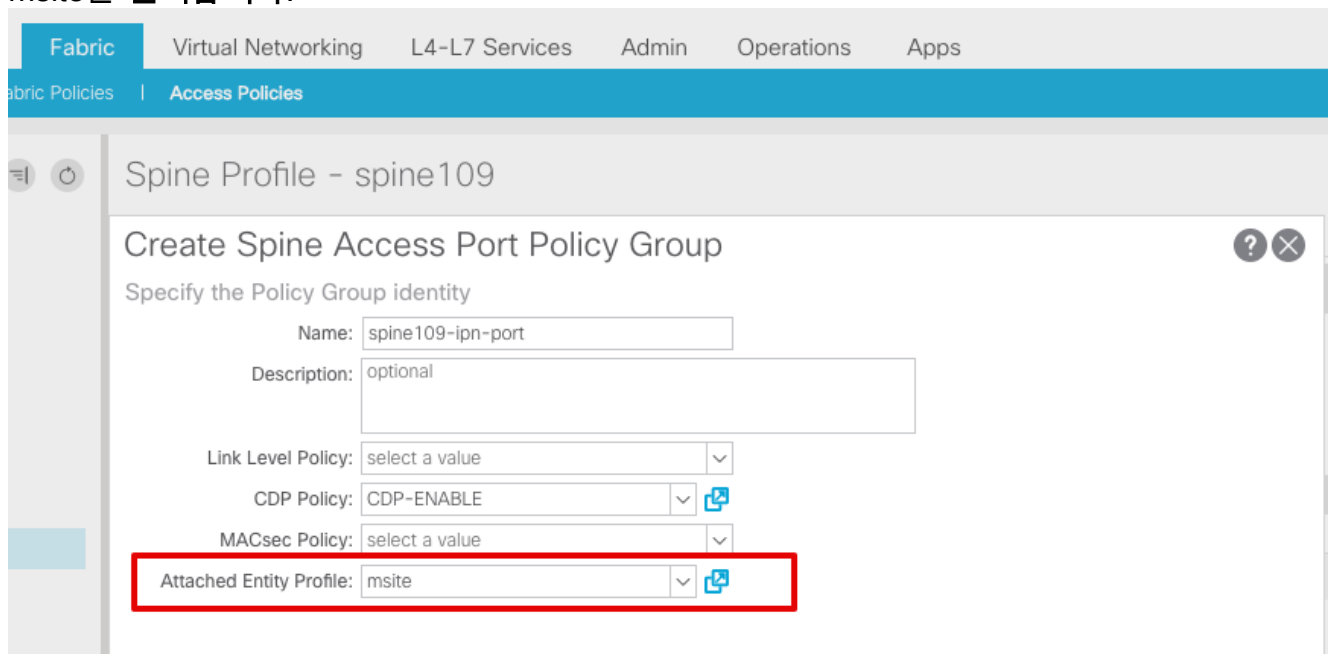 Fabric Virtual Networking L4-L7 Services Admin Operations Apps
abric Policies | Access Policies
Spine Profile - spine109
Create Spine Access Port Policy Group
Specify the Policy Group identity
Name: spine109-ipn-port
Description: optional
Link Level Policy: select a value
CDP Policy: CDP-ENABLE
MACsec Policy: select a value
Attached Entity Profile: msite